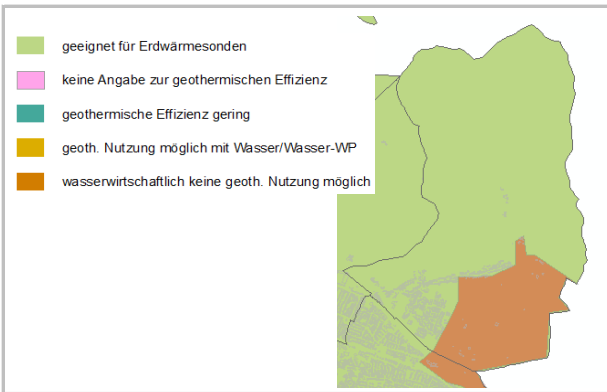 geeignet für Erdwärmesonden
keine Angabe zur geothermischen Effizienz
geothermische Effizienz gering
geoth. Nutzung möglich mit Wasser/Wasser-WP
wasserwirtschaftlich keine geoth. Nutzung möglich